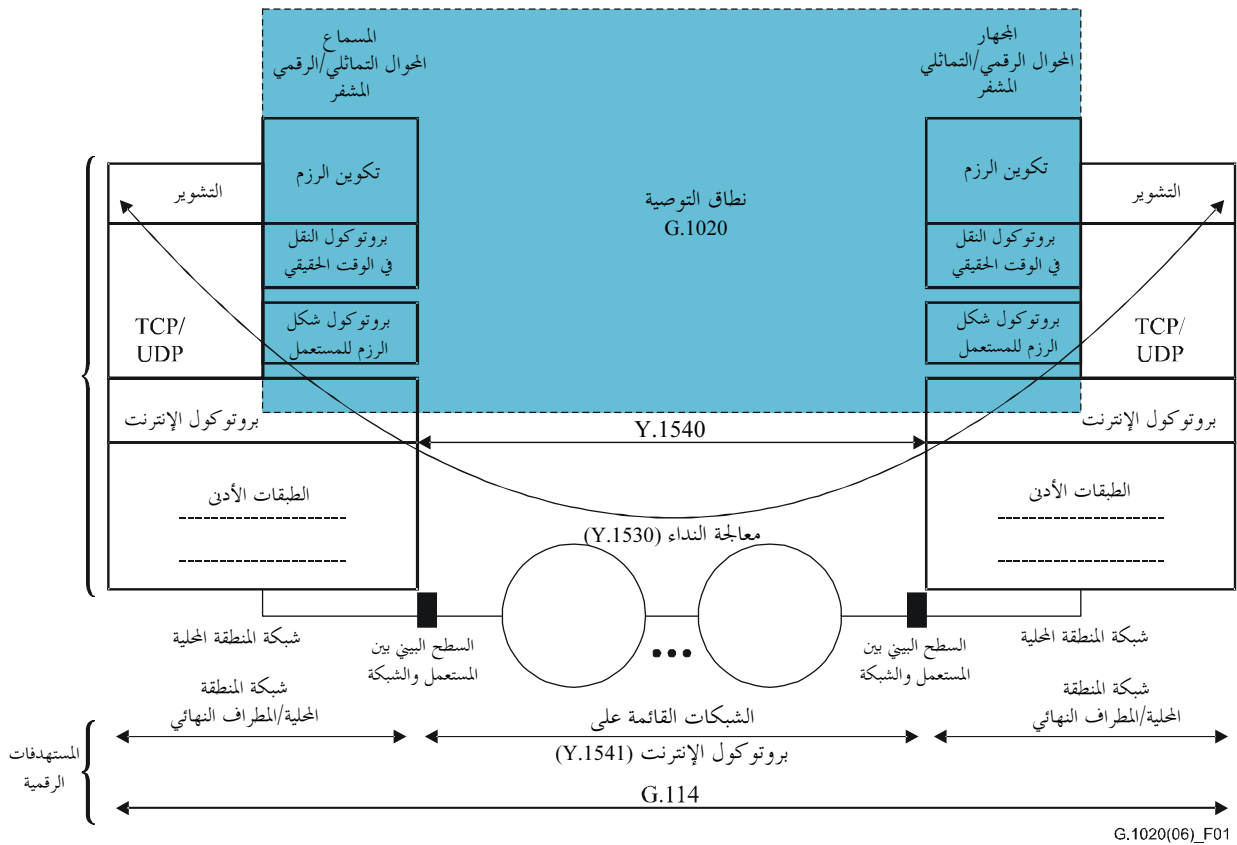 المسماع
المحوال التماثلي/الرقمي
المشفر
المجهار
المحوال الرقمي/التماثلي
المشفر
تكوين الرزم
تكوين الرزم
التشوير
التشوير
نطاق التوصية
G.1020
بروتوكول النقل
في الوقت الحقيقي
بروتوكول النقل
في الوقت الحقيقي
بروتوكول شكل
الرزم للمستعمل
بروتوكول شكل
الرزم للمستعمل
TCP/
UDP
TCP/
UDP
بروتوكول الإنترنت
بروتوكول الإنترنت
Y.1540
الطبقات الأدنى
الطبقات الأدنى
معالجة النداء (Y.1530)
شبكة المنطقة المحلية
السطح البيني بين
المستعمل والشبكة
السطح البيني بين
المستعمل والشبكة
شبكة المنطقة المحلية
شبكة المنطقة
المحلية/المطراف النهائي
الشبكات القائمة على
بروتوكول الإنترنت (Y.1541)
شبكة المنطقة
المحلية/المطراف النهائي
المستهدفات
الرقمية
G.114
G.1020(06)_F01